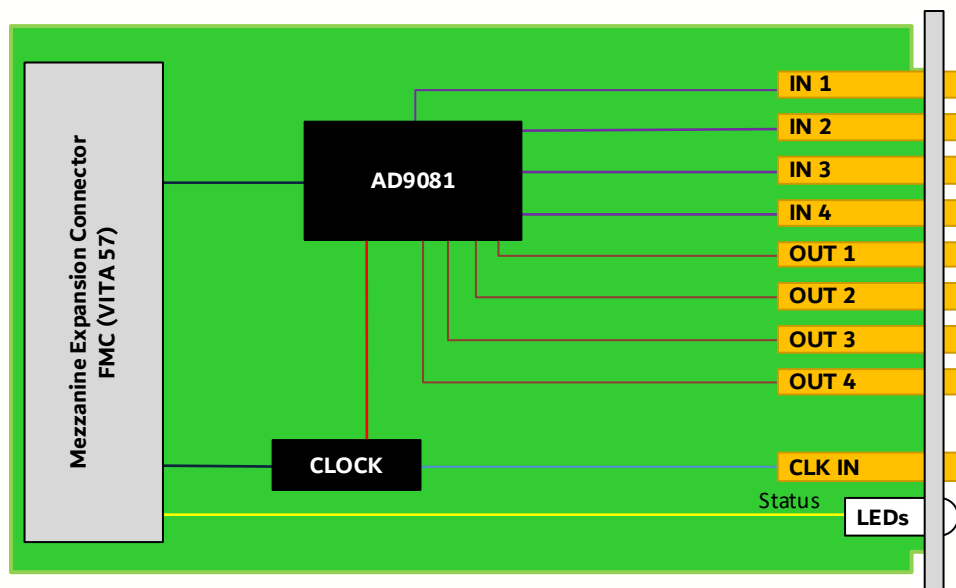 Mezzanine Expansion Connector
FMC (VITA 57)
AD9081
IN 1
IN 2
IN 3
IN 4
OUT 1
OUT 2
OUT 3
OUT 4
CLOCK
CLK IN
Status
LEDs